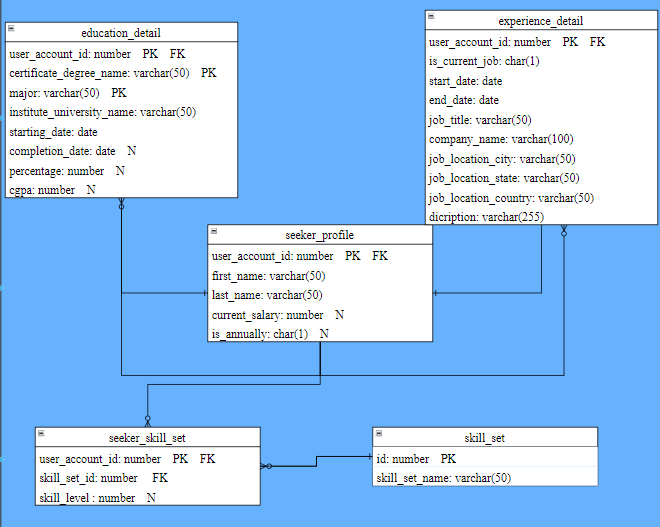 education_detail
user_account_id: number PK FK
certificate_degree_name: varchar(50) PK
major: varchar(50) PK
institute_university_name: varchar(50)
starting_date: date
completion_date: date N
percentage: number N
cgpa: number N
experience_detail
user_account_id: number PK FK
is_current_job: char(1)
start_date: date
end_date: date
job_title: varchar(50)
company_name: varchar(100)
job_location_city: varchar(50)
job_location_state: varchar(50)
job_location_country: varchar(50)
dicription: varchar(255)
seeker_profile
user_account_id: number PK FK
first_name: varchar(50)
last_name: varchar(50)
current_salary: number N
is_annually: char(1) N
seeker_skill_set
user_account_id: number PK FK
skill_set_id: number FK
skill_level : number N
skill_set
id: number PK
skill_set_name: varchar(50)